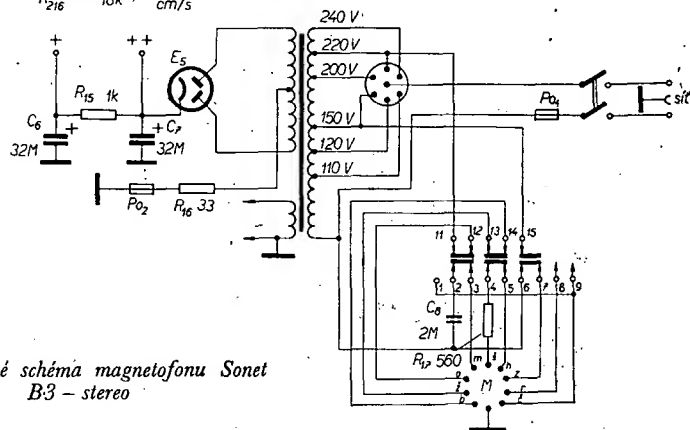 R216 10k , cm/s
240 V
220 V
200 V
150 V
120 V
110 V
+
++
E5
R15 1k
C6
+
32M
+
C7
32M
Po2
R16 33
Po1
síť
11 12 13 14 15
1 2 3 4 5 6 7 8 9
C8
2M
R17 560
m l h
o M z
i r
p t
é schéma magnetofonu Sonet
B3 – stereo